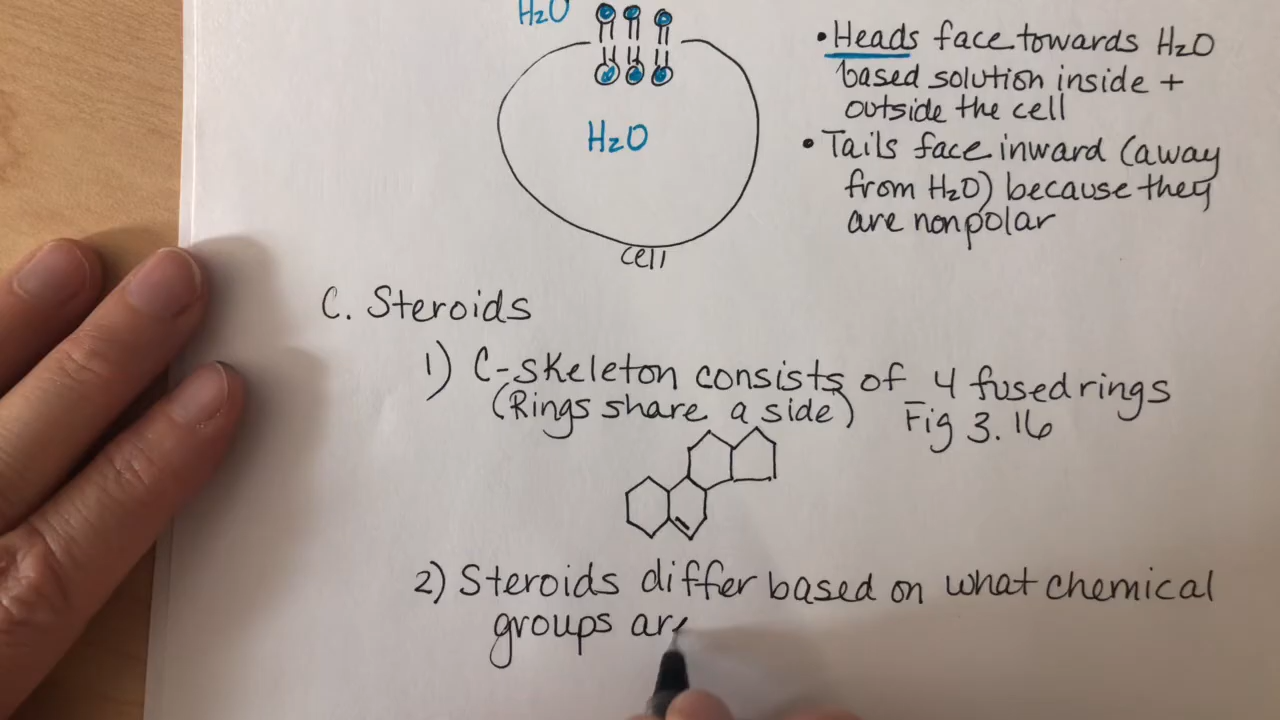 H₂O
H₂O
cell
• Heads face towards H₂O
based solution inside +
outside the cell
• Tails face inward (away
from H₂O) because they
are nonpolar
C. Steroids
1) C-skeleton consists of 4 fused rings
(Rings share a side) Fig 3.16
2) Steroids differ based on what chemical
groups are